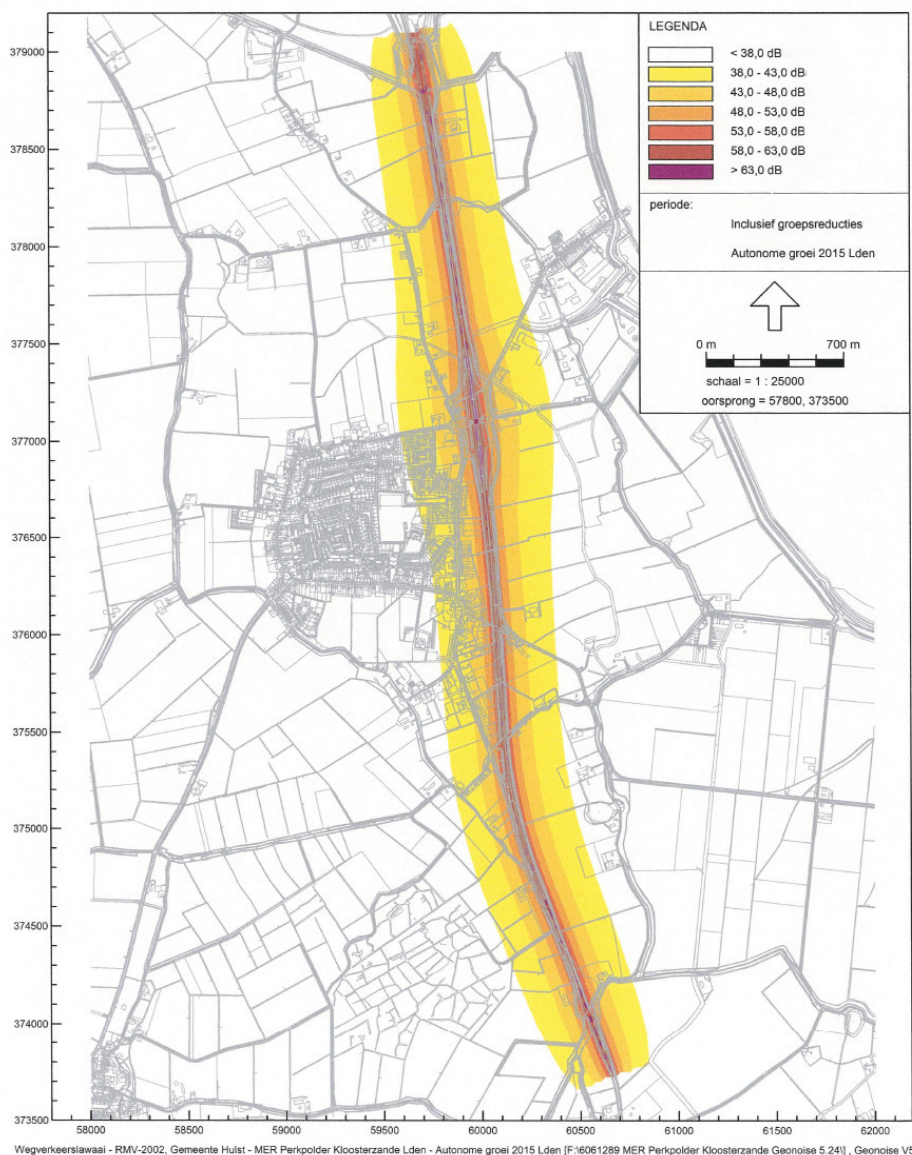 LEGENDA
< 38,0 dB
38,0 - 43,0 dB
43,0 - 48,0 dB
48,0 - 53,0 dB
53,0 - 58,0 dB
58,0 - 63,0 dB
> 63,0 dB
periode:
Inclusief groepsreducties
Autonome groei 2015 Lden
0 m 700 m
schaal = 1 : 25000
oorsprong = 57800, 373500
379000
378500
378000
377500
377000
376500
376000
375500
375000
374500
374000
373500
58000 58500 59000 59500 60000 60500 61000 61500 62000
Wegverkeerslawaai - RMV-2002, Gemeente Hulst - MER Perkpolder Kloosterzande Lden - Autonome groei 2015 Lden [F:\6061289 MER Perkpolder Kloosterzande Geonoise 5.24\] , Geonoise V5